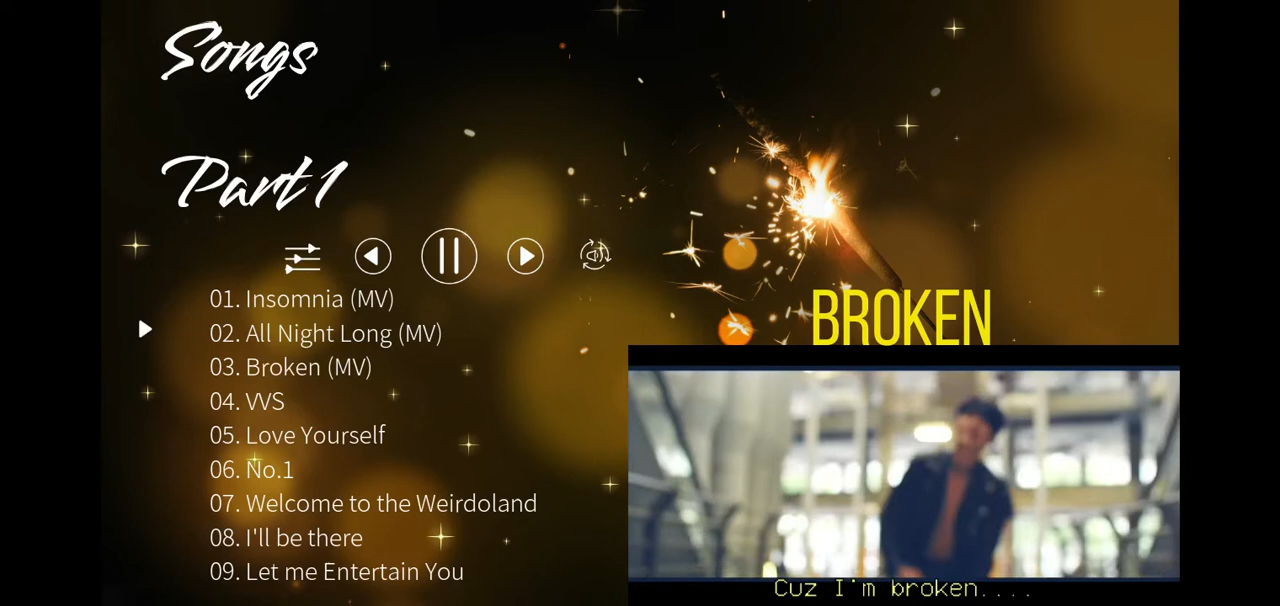 Songs
Part 1
01. Insomnia (MV)
02. All Night Long (MV)
03. Broken (MV)
04. VVS
05. Love Yourself
06. No.1
07. Welcome to the Weirdoland
08. I'll be there
09. Let me Entertain You
BROKEN
Cuz I'm broken....